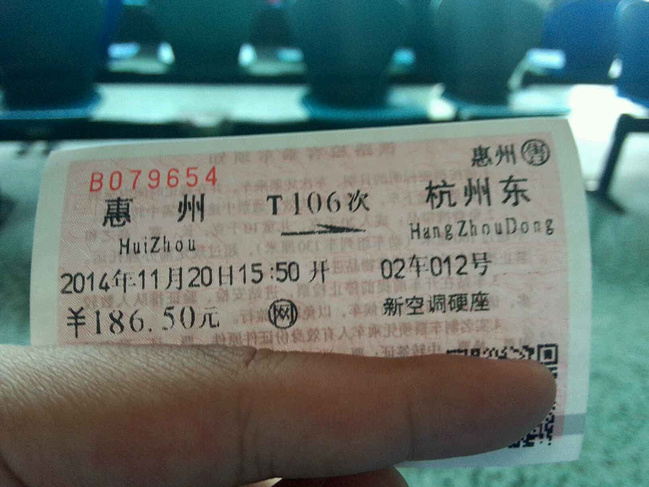 B079654
惠州 售
惠 州 T106次 杭州东
HuiZhou HangZhouDong
2014年11月20日15:50开 02车012号
¥186.50元 网 新空调硬座